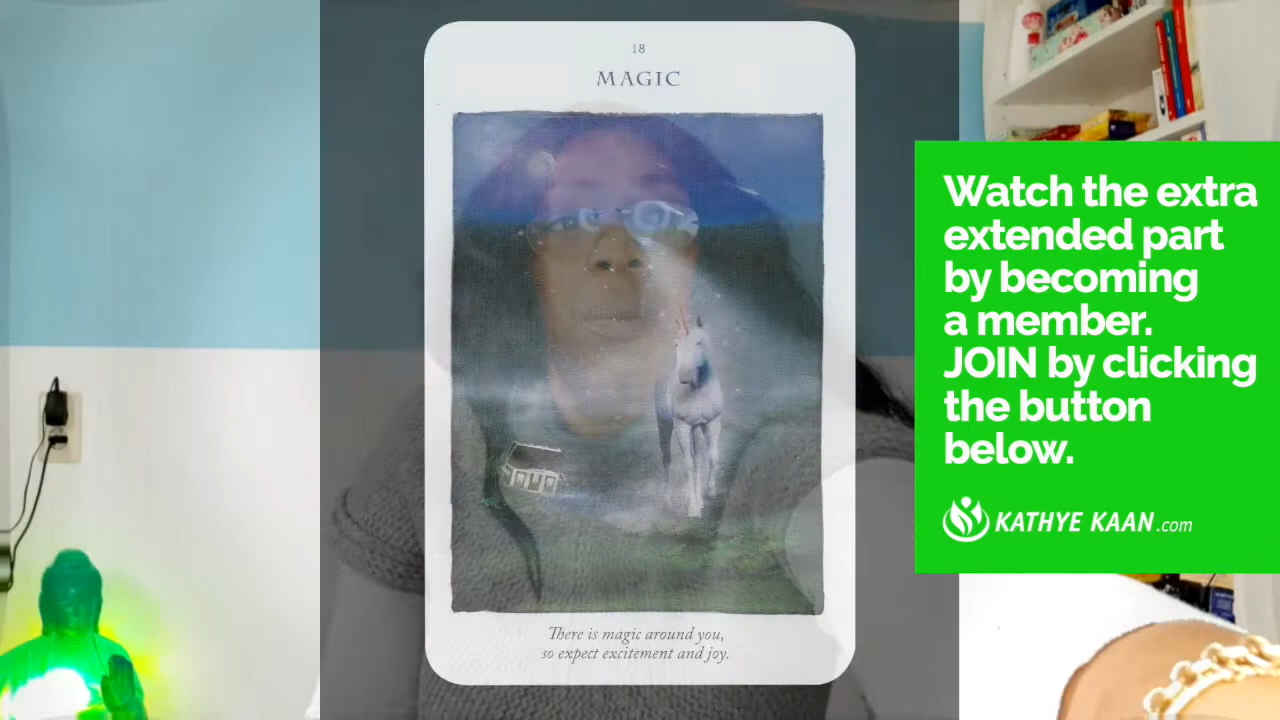 18
MAGIC
There is magic around you,
so expect excitement and joy.
Watch the extra
extended part
by becoming
a member.
JOIN by clicking
the button
below.
KATHYE KAAN.com